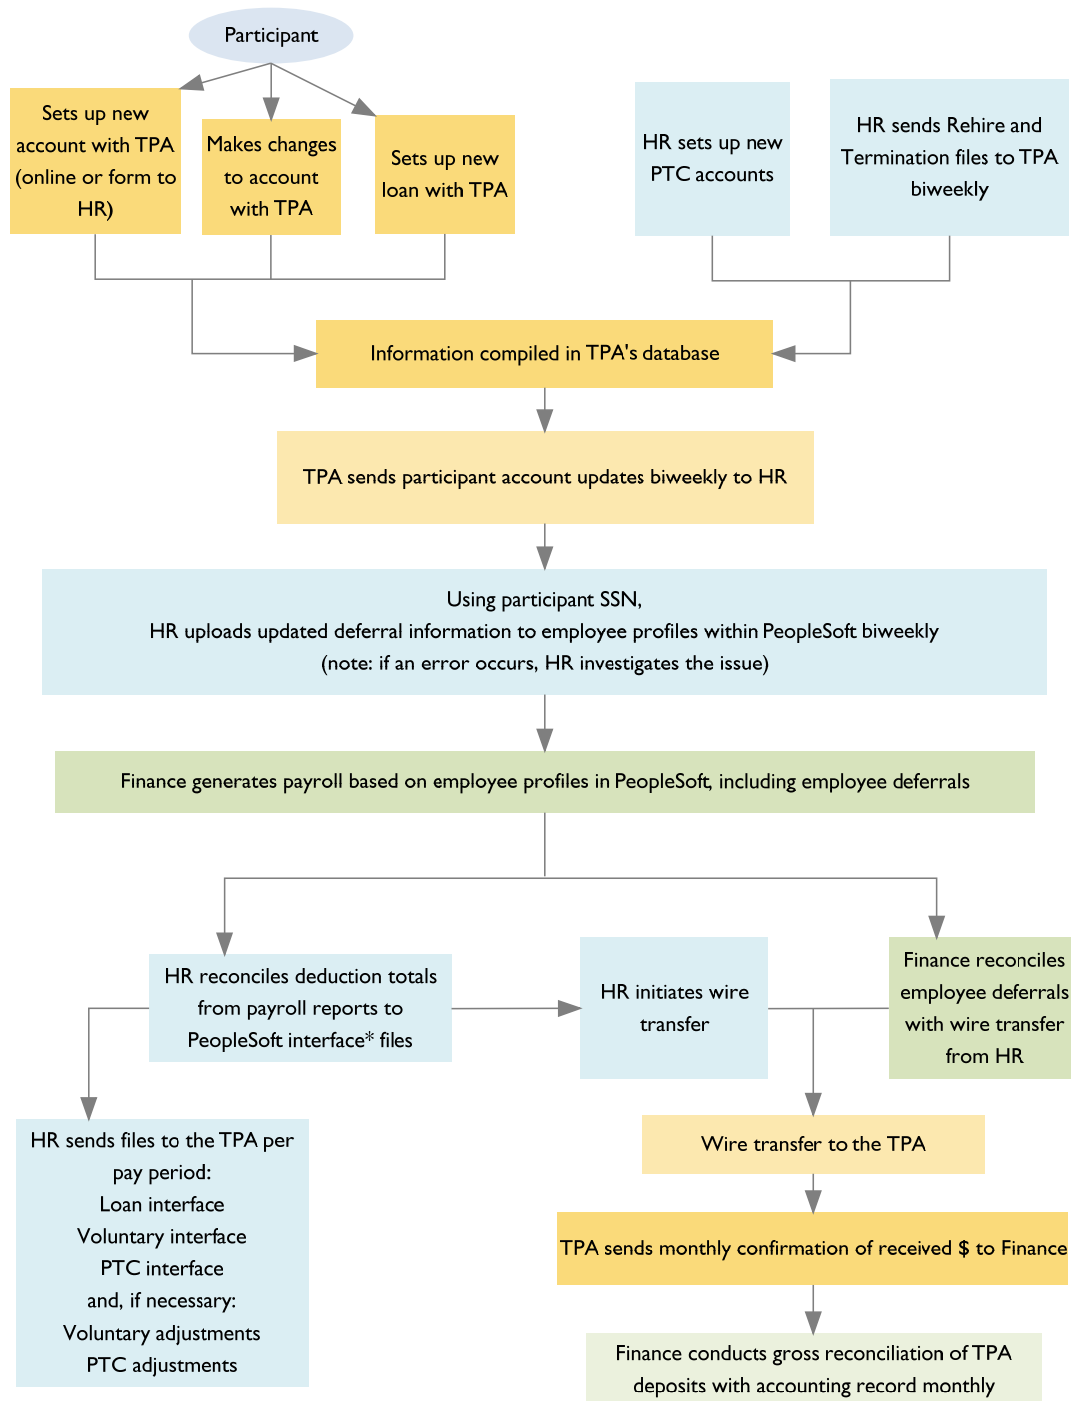 Participant
Sets up new
account with TPA
(online or form to
HR)
Makes changes
to account
with TPA
Sets up new
loan with TPA
HR sets up new
PTC accounts
HR sends Rehire and
Termination files to TPA
biweekly
Information compiled in TPA's database
TPA sends participant account updates biweekly to HR
Using participant SSN,
HR uploads updated deferral information to employee profiles within PeopleSoft biweekly
(note: if an error occurs, HR investigates the issue)
Finance generates payroll based on employee profiles in PeopleSoft, including employee deferrals
HR reconciles deduction totals
from payroll reports to
PeopleSoft interface* files
HR initiates wire
transfer
Finance reconciles
employee deferrals
with wire transfer
from HR
HR sends files to the TPA per
pay period:
Loan interface
Voluntary interface
PTC interface
and, if necessary:
Voluntary adjustments
PTC adjustments
Wire transfer to the TPA
TPA sends monthly confirmation of received $ to Finance
Finance conducts gross reconciliation of TPA
deposits with accounting record monthly